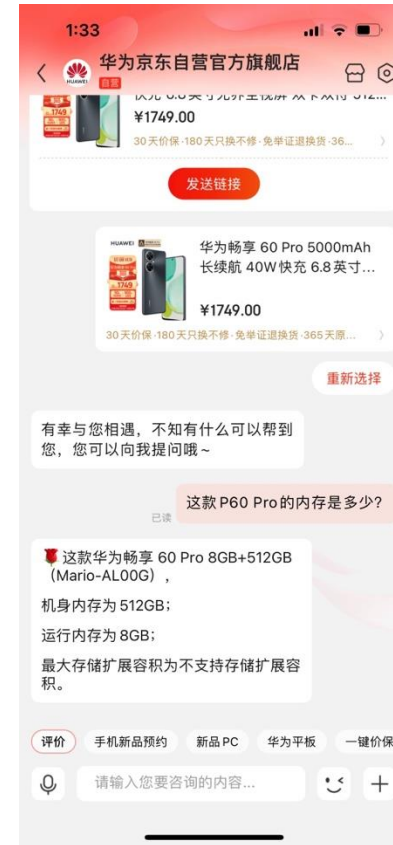 1:33
华为京东自营官方旗舰店
HUAWEI
自营
1749
¥1749.00
30天价保·180天只换不修·免举证退换货·36...
发送链接
HUAWEI
华为畅享 60 Pro 5000mAh
长续航 40W快充 6.8英寸...
1749
¥1749.00
30天价保·180天只换不修·免举证退换货·365天原...
重新选择
有幸与您相遇，不知有什么可以帮到
您，您可以向我提问哦~
这款P60 Pro的内存是多少?
已读
🌹这款华为畅享 60 Pro 8GB+512GB
（Mario-AL00G），
机身内存为512GB；
运行内存为8GB；
最大存储扩展容积为不支持存储扩展容
积。
评价
手机新品预约
新品PC
华为平板
一键价保
请输入您要咨询的内容...